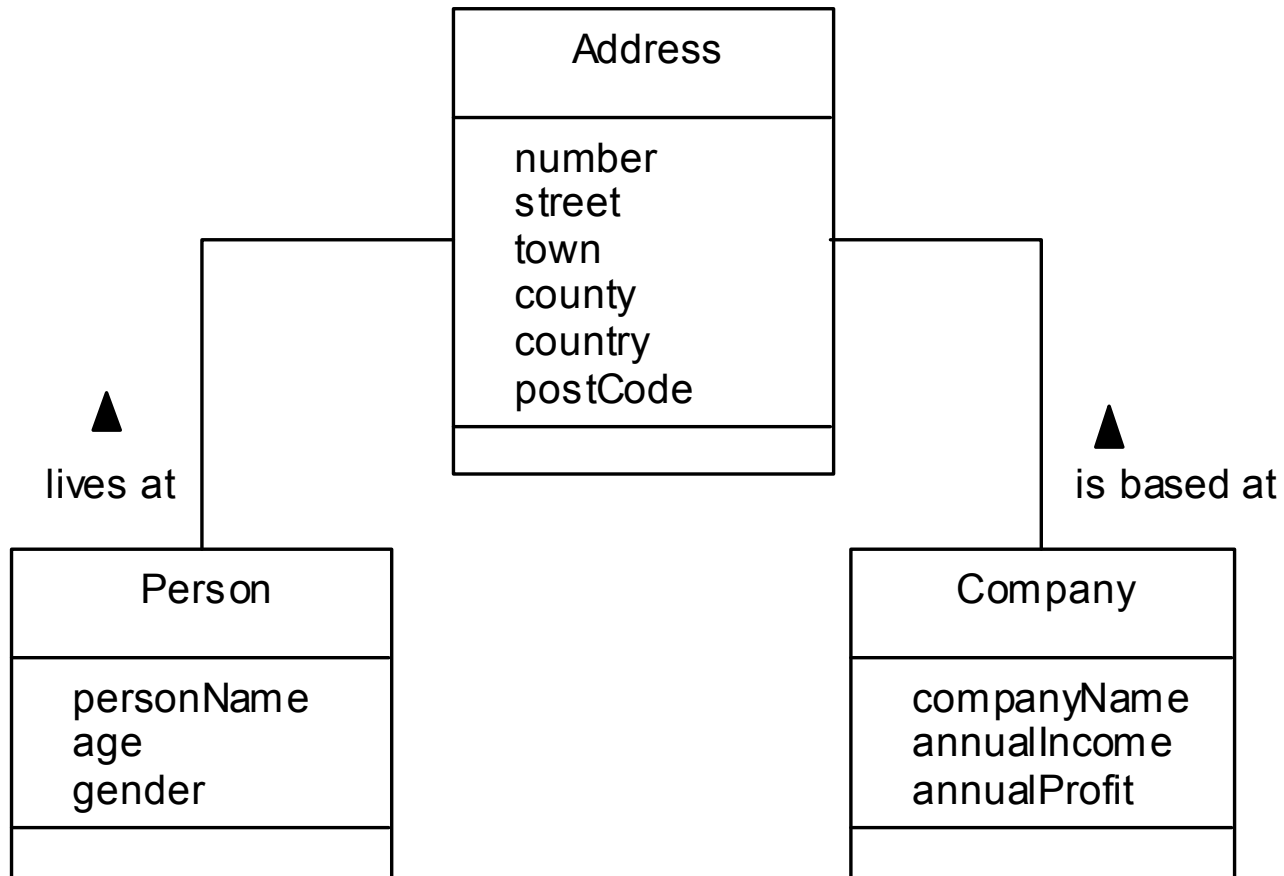 Address
number
street
town
county
country
postCode
lives at
is based at
Person
personName
age
gender
Company
companyName
annualIncome
annualProfit